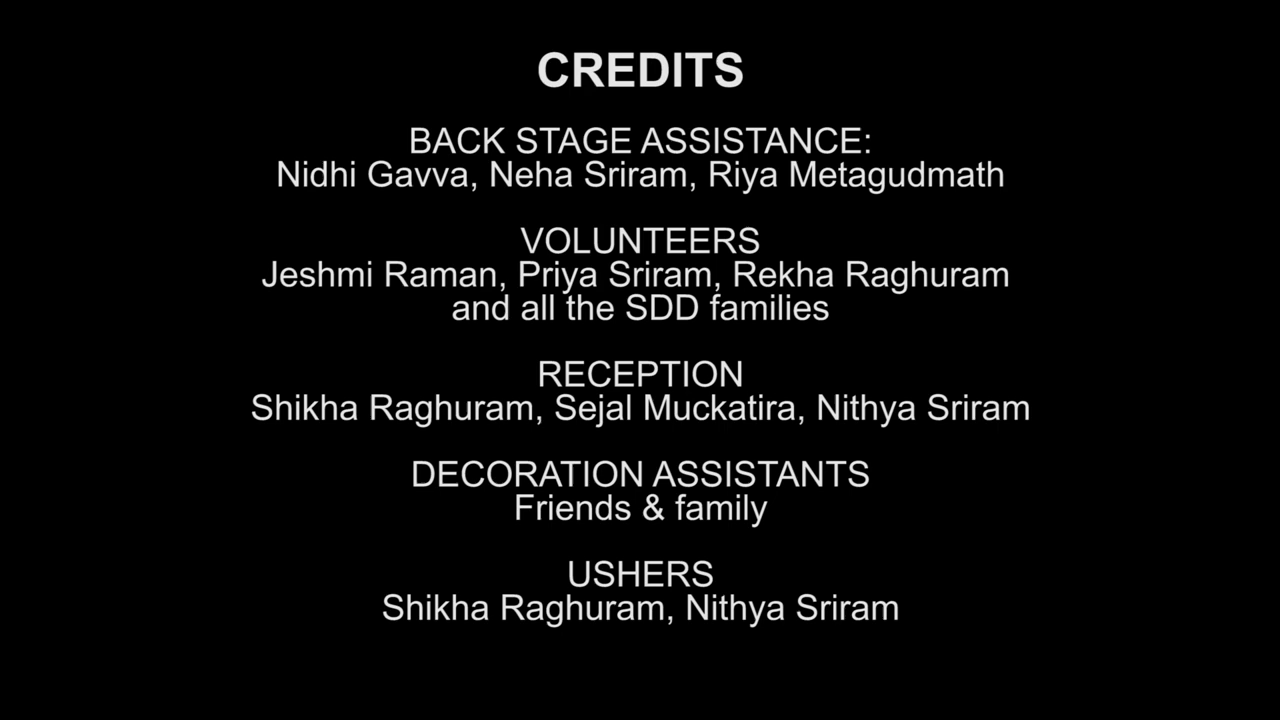 CREDITS
BACK STAGE ASSISTANCE:
Nidhi Gavva, Neha Sriram, Riya Metagudmath
VOLUNTEERS
Jeshmi Raman, Priya Sriram, Rekha Raghuram
and all the SDD families
RECEPTION
Shikha Raghuram, Sejal Muckatira, Nithya Sriram
DECORATION ASSISTANTS
Friends & family
USHERS
Shikha Raghuram, Nithya Sriram